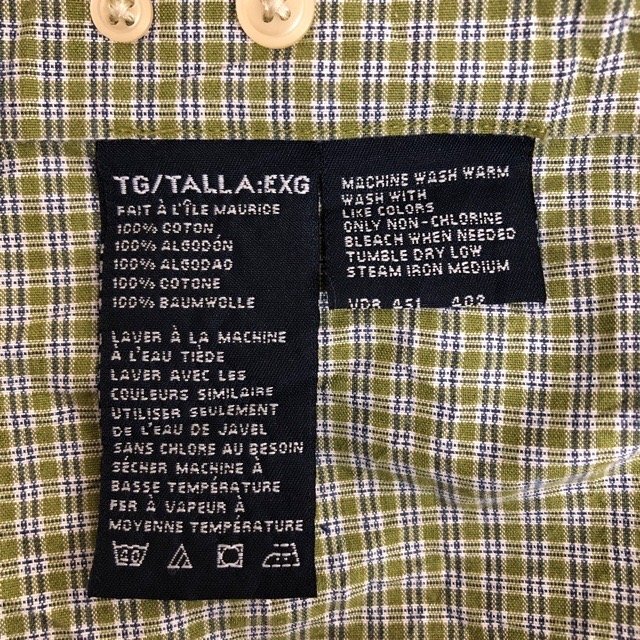 TG/TALLA:EXG
FAIT À L'ÎLE MAURICE
100% COTON
100% ALGODÓN
100% ALGODAO
100% COTONE
100% BAUMWOLLE
LAVER À LA MACHINE
À L'EAU TIÈDE
LAVER AVEC LES
COULEURS SIMILAIRE
UTILISER SEULEMENT
DE L'EAU DE JAVEL
SANS CHLORE AU BESOIN
SÉCHER MACHINE À
BASSE TEMPÉRATURE
FER À VAPEUR À
MOYENNE TEMPÉRATURE
40
MACHINE WASH WARM
WASH WITH
LIKE COLORS
ONLY NON-CHLORINE
BLEACH WHEN NEEDED
TUMBLE DRY LOW
STEAM IRON MEDIUM